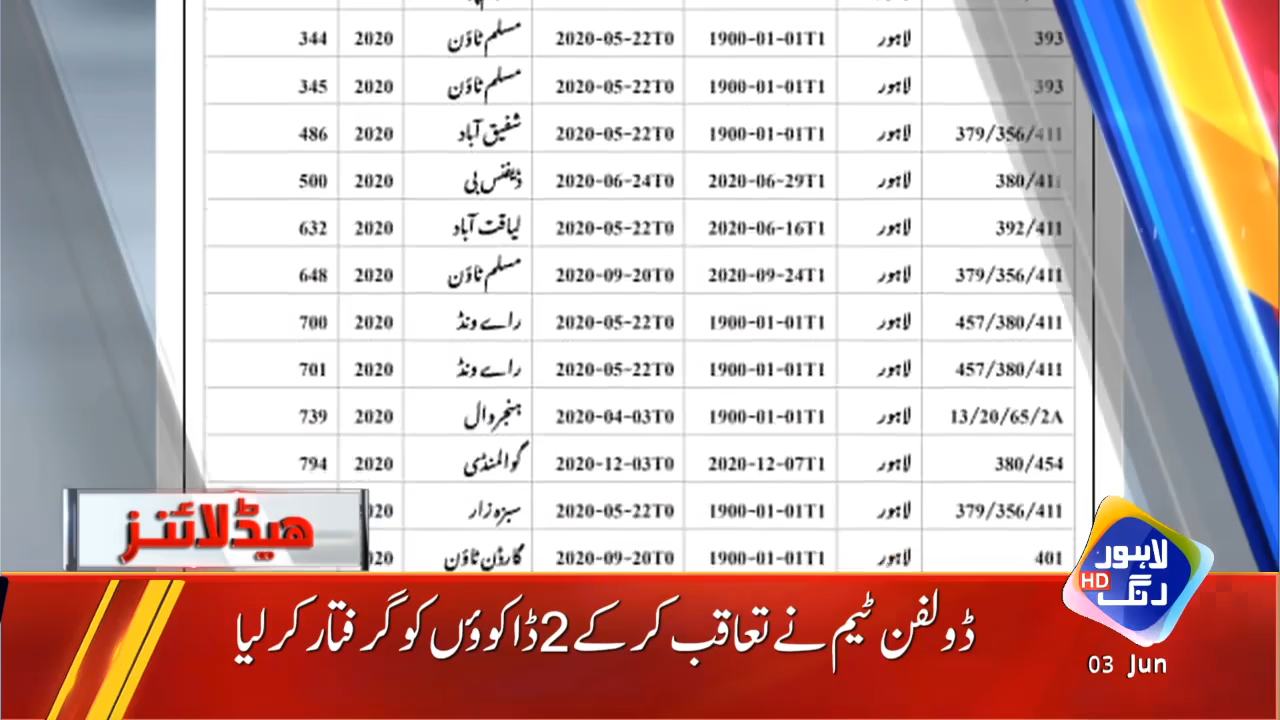 344 2020 مسلم ٹاؤن 2020-05-22T0 1900-01-01T1 لاہور 393
345 2020 مسلم ٹاؤن 2020-05-22T0 1900-01-01T1 لاہور 393
486 2020 شفیق آباد 2020-05-22T0 1900-01-01T1 لاہور 379/356/411
500 2020 ڈیفنس بی 2020-06-24T0 2020-06-29T1 لاہور 380/411
632 2020 لیاقت آباد 2020-05-22T0 2020-06-16T1 لاہور 392/411
648 2020 مسلم ٹاؤن 2020-09-20T0 2020-09-24T1 لاہور 379/356/411
700 2020 رائے ونڈ 2020-05-22T0 1900-01-01T1 لاہور 457/380/411
701 2020 رائے ونڈ 2020-05-22T0 1900-01-01T1 لاہور 457/380/411
739 2020 ہنجروال 2020-04-03T0 1900-01-01T1 لاہور 13/20/65/2A
794 2020 گوالمنڈی 2020-12-03T0 2020-12-07T1 لاہور 380/454
سبزہ زار 2020-05-22T0 1900-01-01T1 لاہور 379/356/411
گارڈن ٹاؤن 2020-09-20T0 1900-01-01T1 لاہور 401
ہیڈلائنز
لاہور
رنگ HD
ڈولفن ٹیم نے تعاقب کرکے 2 ڈاکوؤں کو گرفتار کر لیا
03 Jun